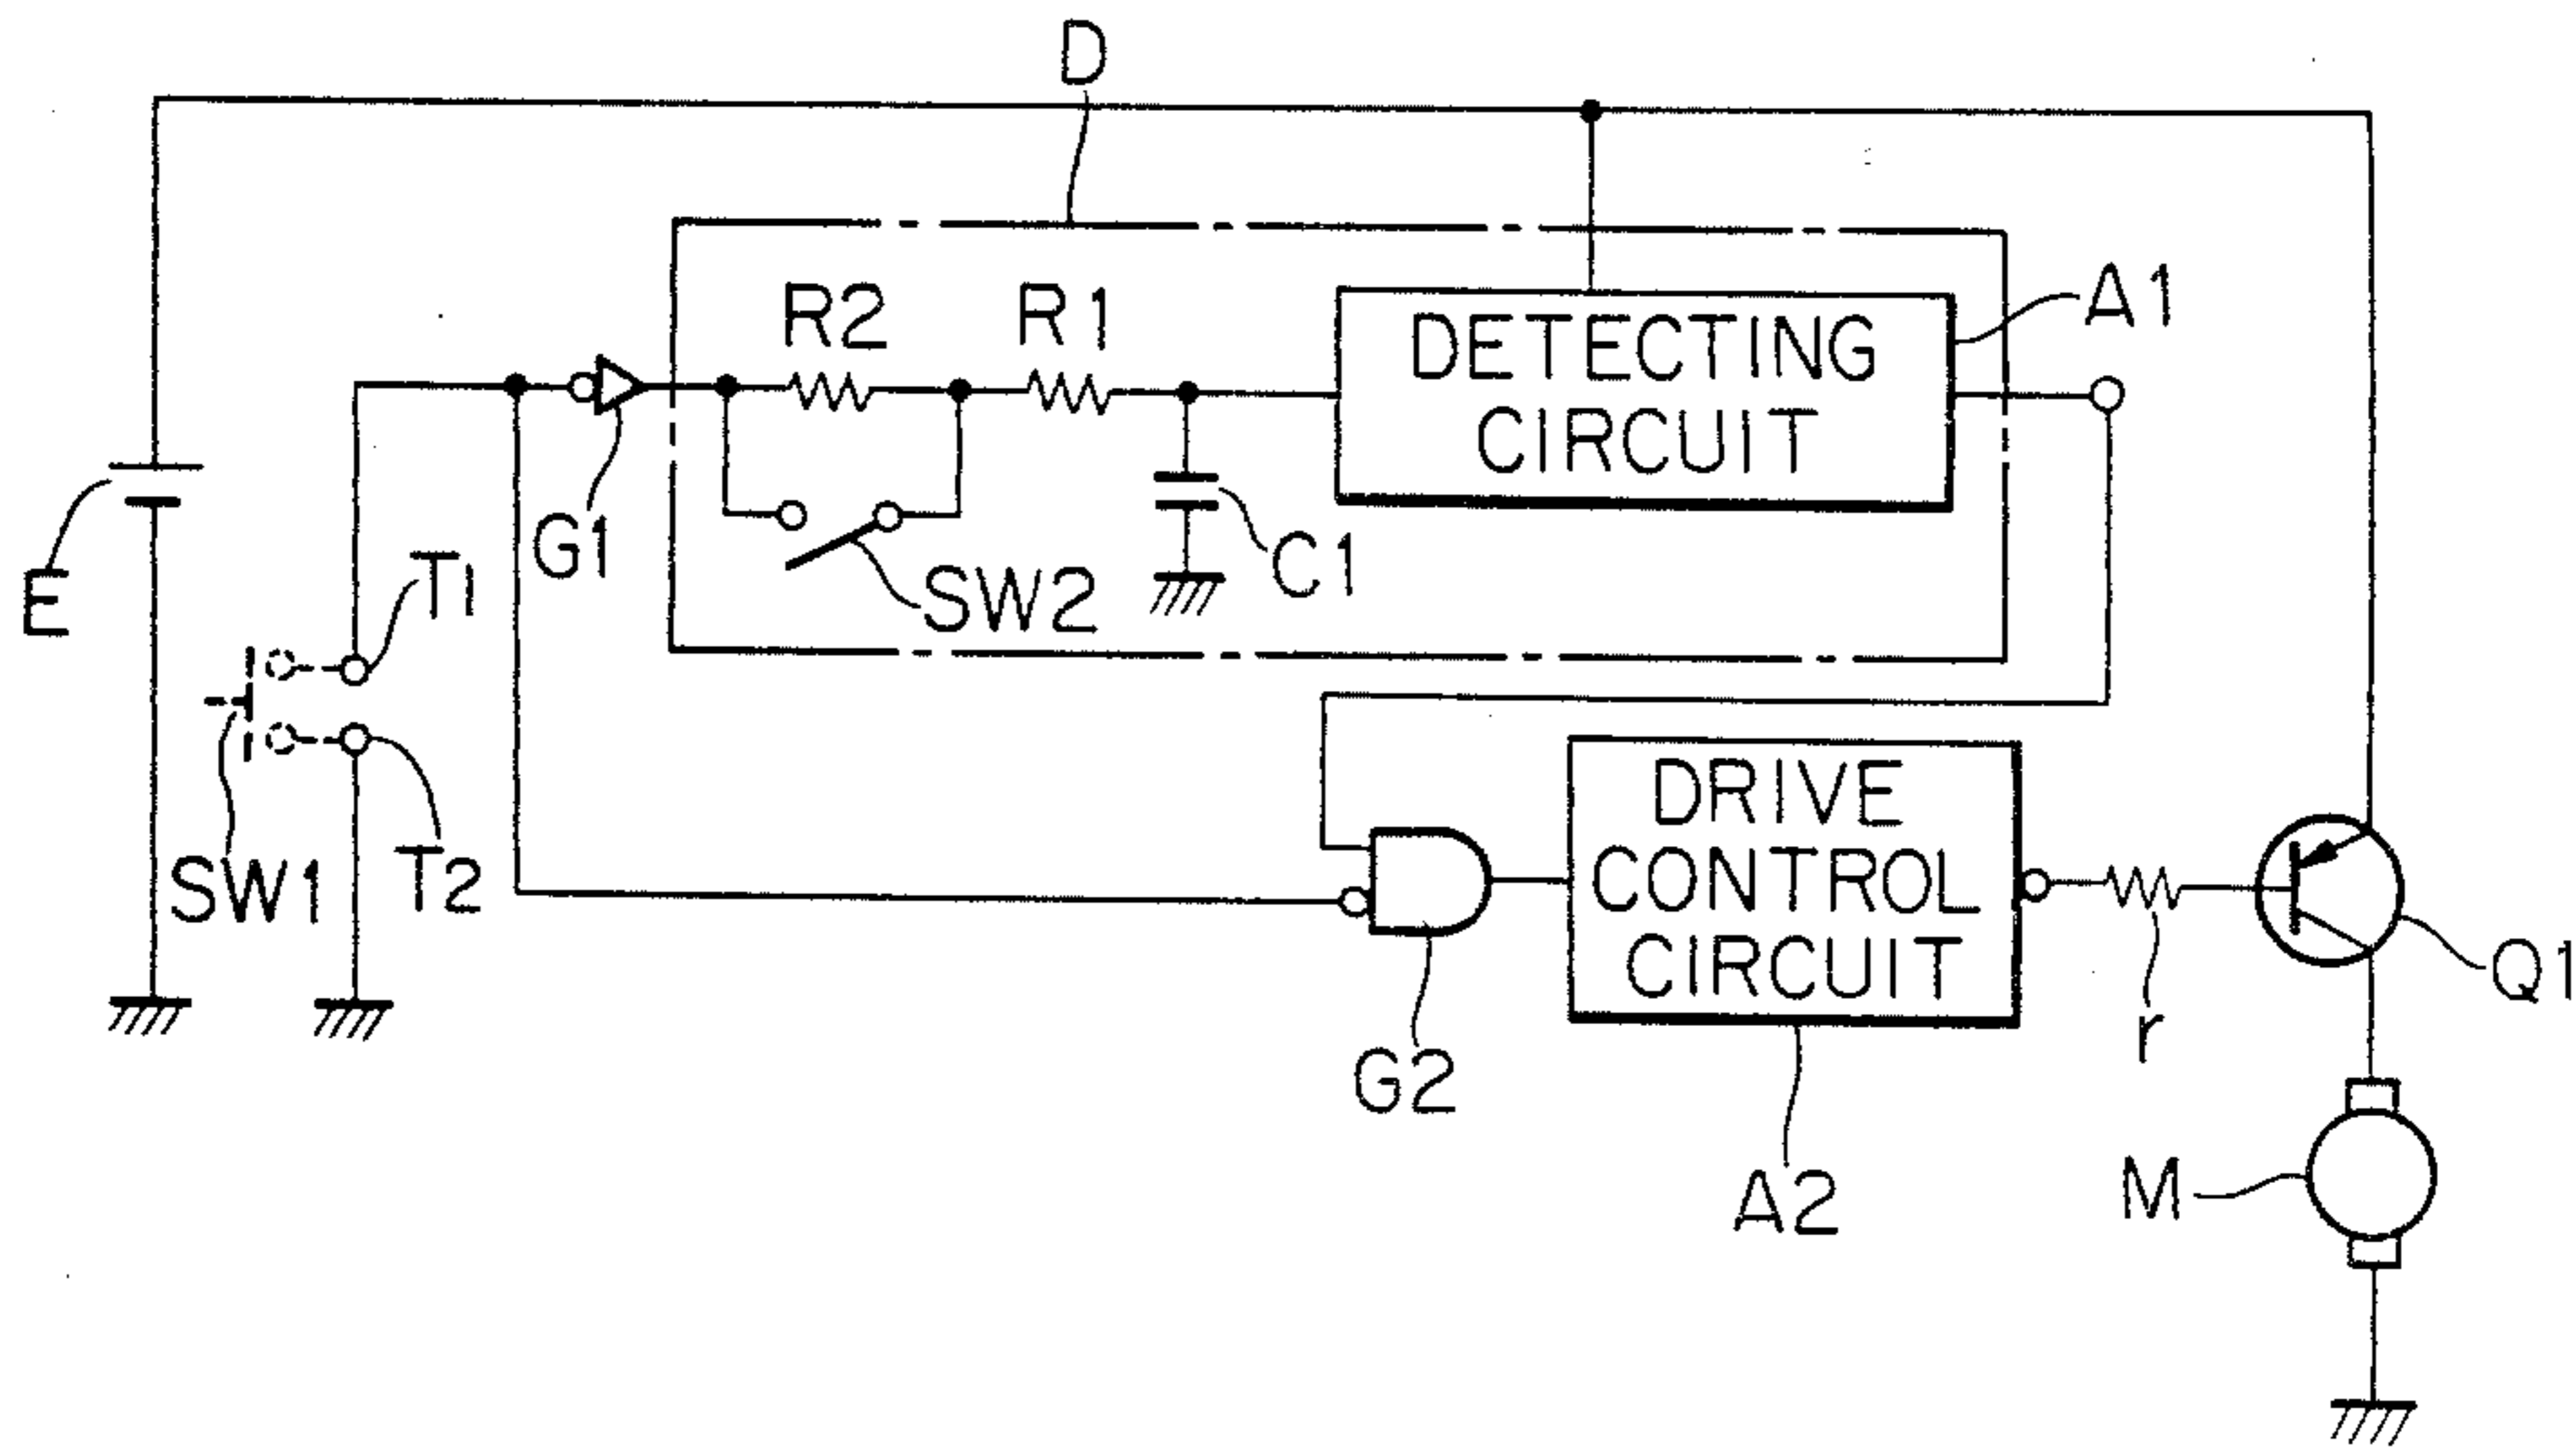 D
R2
R1
DETECTING
CIRCUIT
A1
G1
E
T1
SW2
C1
SW1
T2
DRIVE
CONTROL
CIRCUIT
Q1
r
G2
A2
M